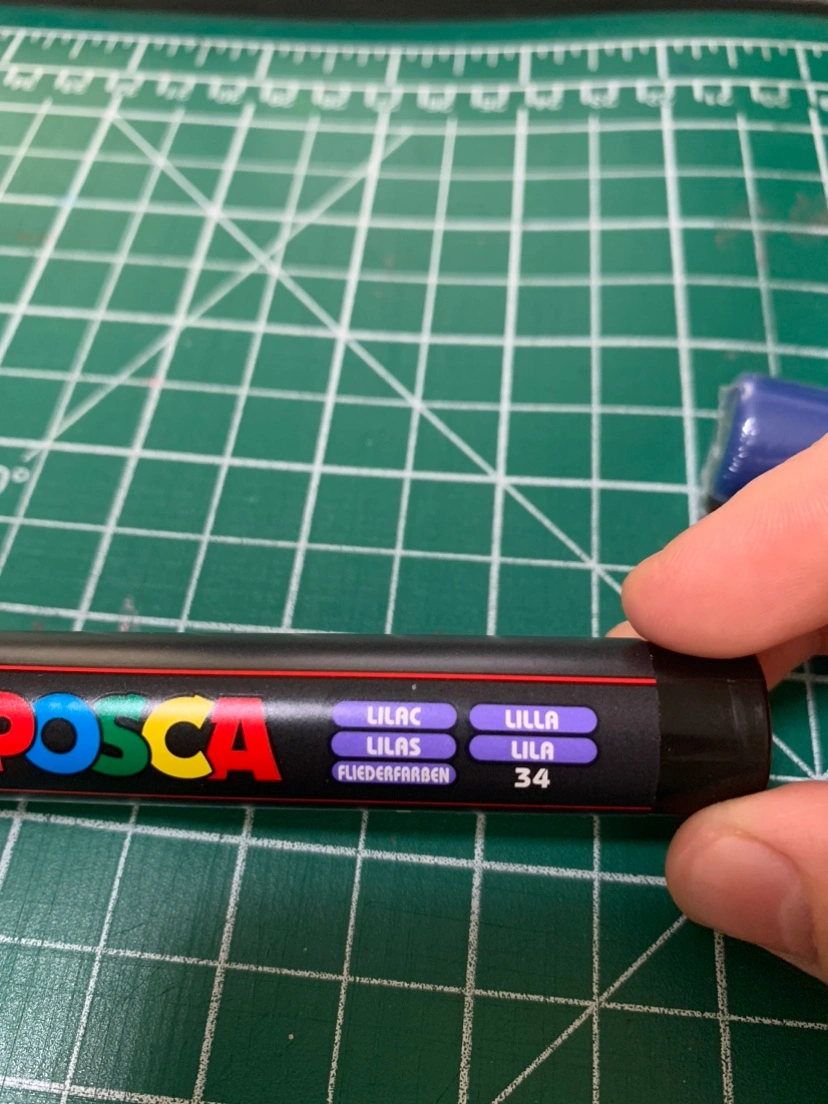 POSCA
LILAC
LILAS
FLIEDERFARBEN
LILLA
LILA
34